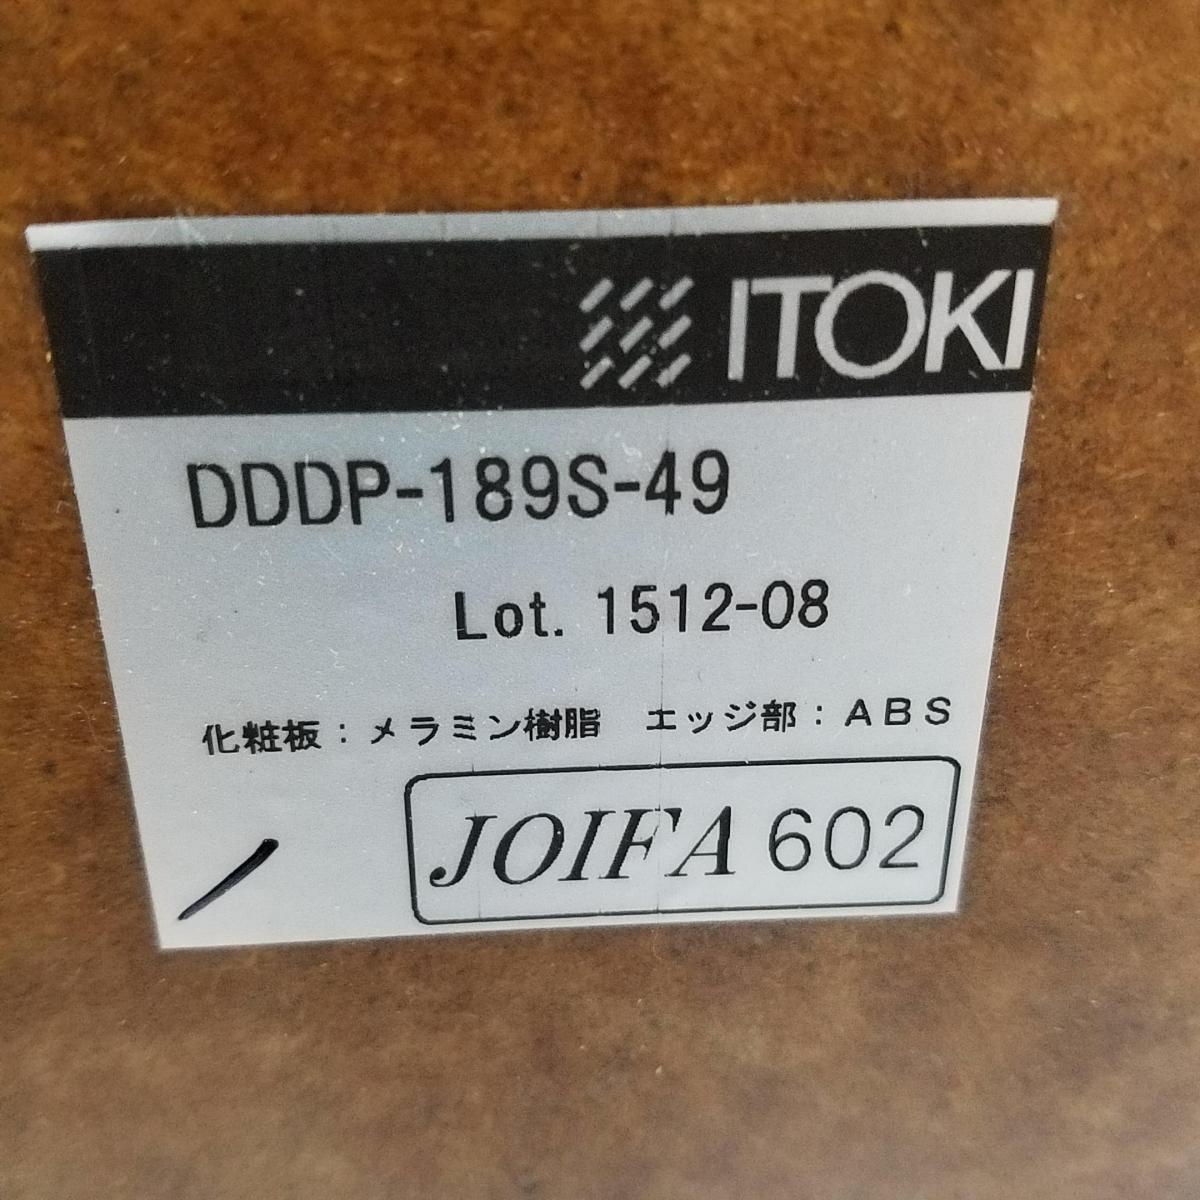 ITOKI
DDDP-189S-49
Lot. 1512-08
化粧板：メラミン樹脂　エッジ部：ABS
JOIFA 602